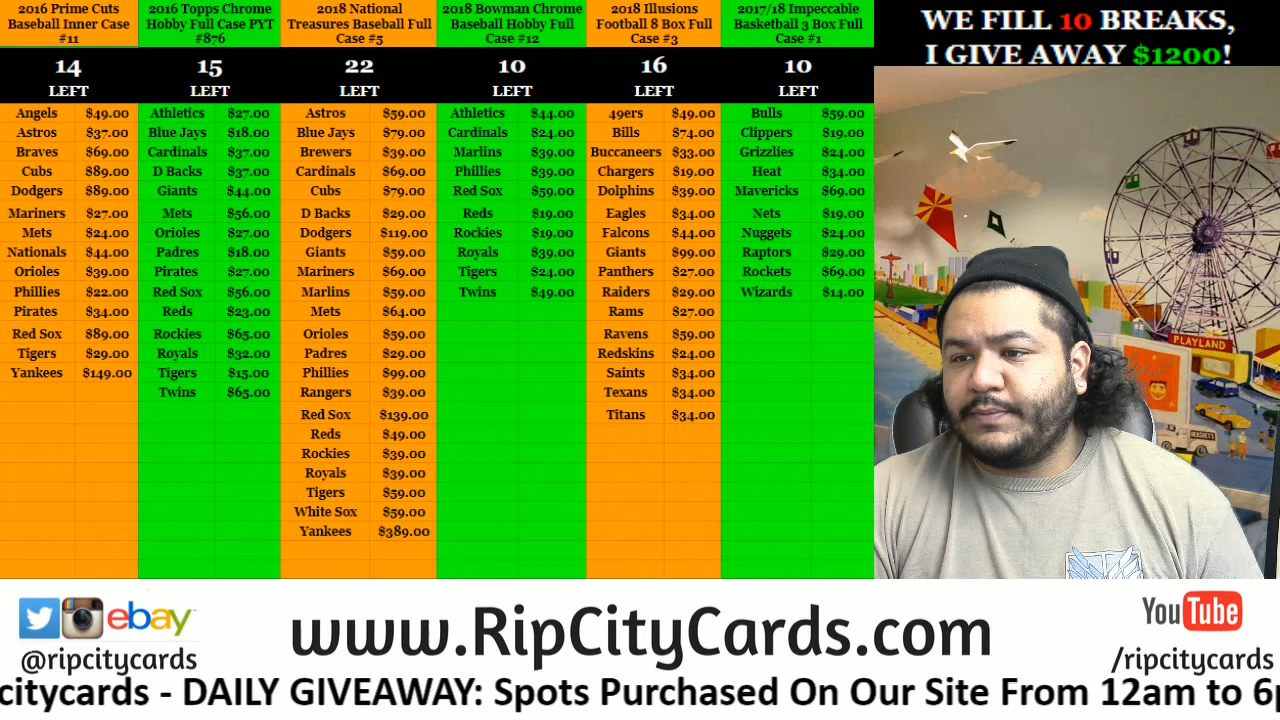 2016 Prime Cuts
Baseball Inner Case
#11
14
LEFT
Angels $49.00
Astros $37.00
Braves $69.00
Cubs $89.00
Dodgers $89.00
Mariners $27.00
Mets $24.00
Nationals $44.00
Orioles $39.00
Phillies $22.00
Pirates $34.00
Red Sox $89.00
Tigers $29.00
Yankees $149.00
2016 Topps Chrome
Hobby Full Case PYT
#876
15
LEFT
Athletics $27.00
Blue Jays $18.00
Cardinals $37.00
D Backs $37.00
Giants $44.00
Mets $56.00
Orioles $27.00
Padres $18.00
Pirates $27.00
Red Sox $56.00
Reds $23.00
Rockies $65.00
Royals $32.00
Tigers $15.00
Twins $65.00
2018 National
Treasures Baseball Full
Case #5
22
LEFT
Astros $59.00
Blue Jays $79.00
Brewers $39.00
Cardinals $69.00
Cubs $79.00
D Backs $29.00
Dodgers $119.00
Giants $59.00
Mariners $69.00
Marlins $59.00
Mets $64.00
Orioles $59.00
Padres $29.00
Phillies $99.00
Rangers $39.00
Red Sox $139.00
Reds $49.00
Rockies $39.00
Royals $39.00
Tigers $59.00
White Sox $59.00
Yankees $389.00
2018 Bowman Chrome
Baseball Hobby Full
Case #12
10
LEFT
Athletics $44.00
Cardinals $24.00
Marlins $39.00
Phillies $39.00
Red Sox $59.00
Reds $19.00
Rockies $19.00
Royals $39.00
Tigers $24.00
Twins $49.00
2018 Illusions
Football 8 Box Full
Case #3
16
LEFT
49ers $49.00
Bills $74.00
Buccaneers $33.00
Chargers $19.00
Dolphins $39.00
Eagles $34.00
Falcons $44.00
Giants $99.00
Panthers $27.00
Raiders $29.00
Rams $27.00
Ravens $59.00
Redskins $24.00
Saints $34.00
Texans $34.00
Titans $34.00
2017/18 Impeccable
Basketball 3 Box Full
Case #1
10
LEFT
Bulls $59.00
Clippers $19.00
Grizzlies $24.00
Heat $34.00
Mavericks $69.00
Nets $19.00
Nuggets $24.00
Raptors $29.00
Rockets $69.00
Wizards $14.00
WE FILL 10 BREAKS,
I GIVE AWAY $1200!
PLAYLAND
ebay
@ripcitycards
www.RipCityCards.com
YouTube
/ripcitycards
citycards - DAILY GIVEAWAY: Spots Purchased On Our Site From 12am to 6p